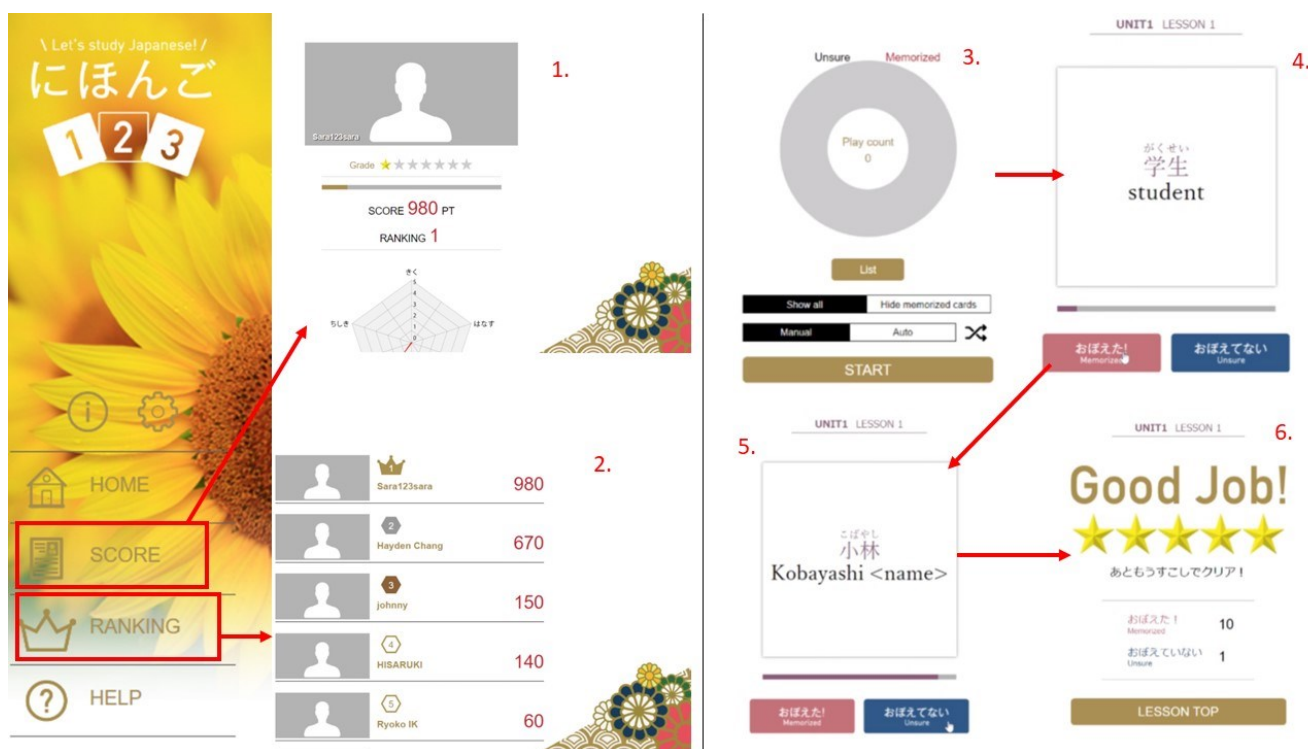 \ Let's study Japanese! /
にほんご
1 2 3
HOME
SCORE
RANKING
HELP
1.
Sara123sara
Grade
SCORE 980 PT
RANKING 1
きく
5
4
3
2
1
0
ちしき
はなす
2.
1
Sara123sara
980
2
Hayden Chang
670
3
johnny
150
4
HISARUKI
140
5
Ryoko IK
60
3.
Unsure
Memorized
Play count
0
List
Show all
Hide memorized cards
Manual
Auto
START
UNIT1 LESSON 1
4.
がくせい
学生
student
おぼえた!
Memorized
おぼえてない
Unsure
UNIT1 LESSON 1
5.
こばやし
小林
Kobayashi <name>
おぼえた!
Memorized
おぼえてない
Unsure
UNIT1 LESSON 1
6.
Good Job!
あともうすこしでクリア！
おぼえた！
Memorized
10
おぼえていない
Unsure
1
LESSON TOP